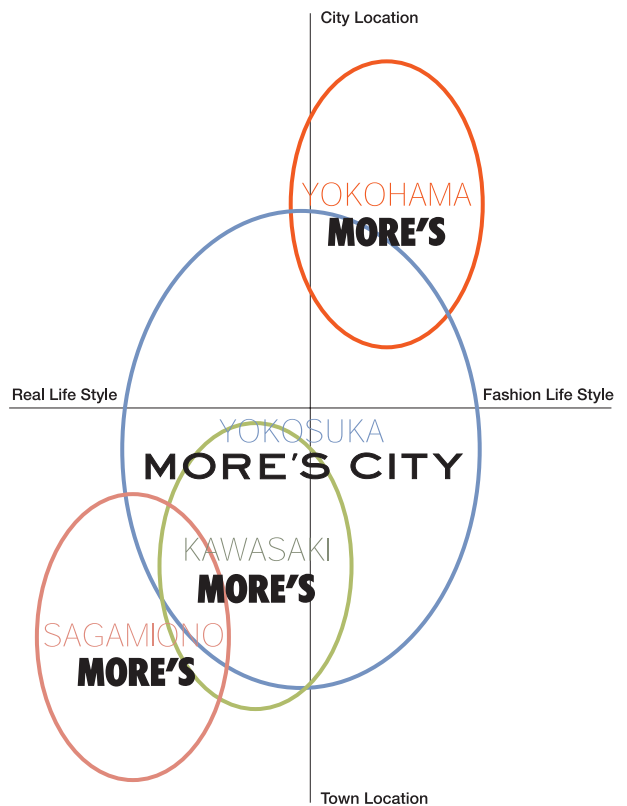 City Location
YOKOHAMA
MORE'S
Real Life Style
Fashion Life Style
YOKOSUKA
MORE'S CITY
KAWASAKI
MORE'S
SAGAMIONO
MORE'S
Town Location